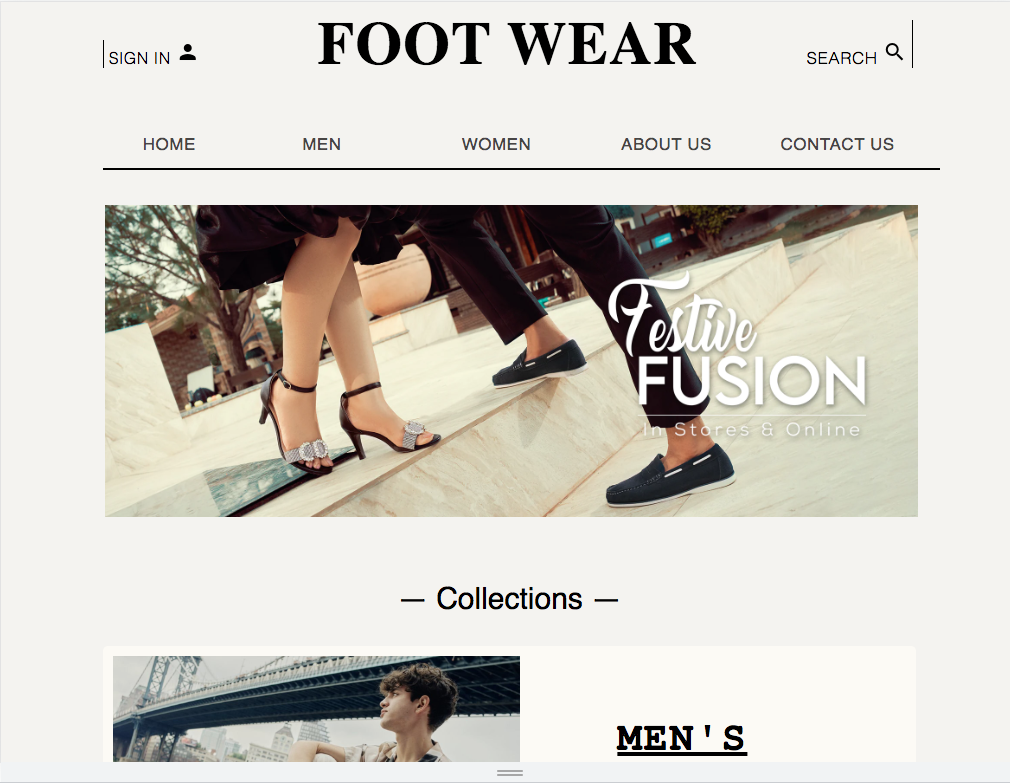 SIGN IN
FOOT WEAR
SEARCH
HOME MEN WOMEN ABOUT US CONTACT US
Festive
FUSION
In Stores & Online
— Collections —
MEN'S